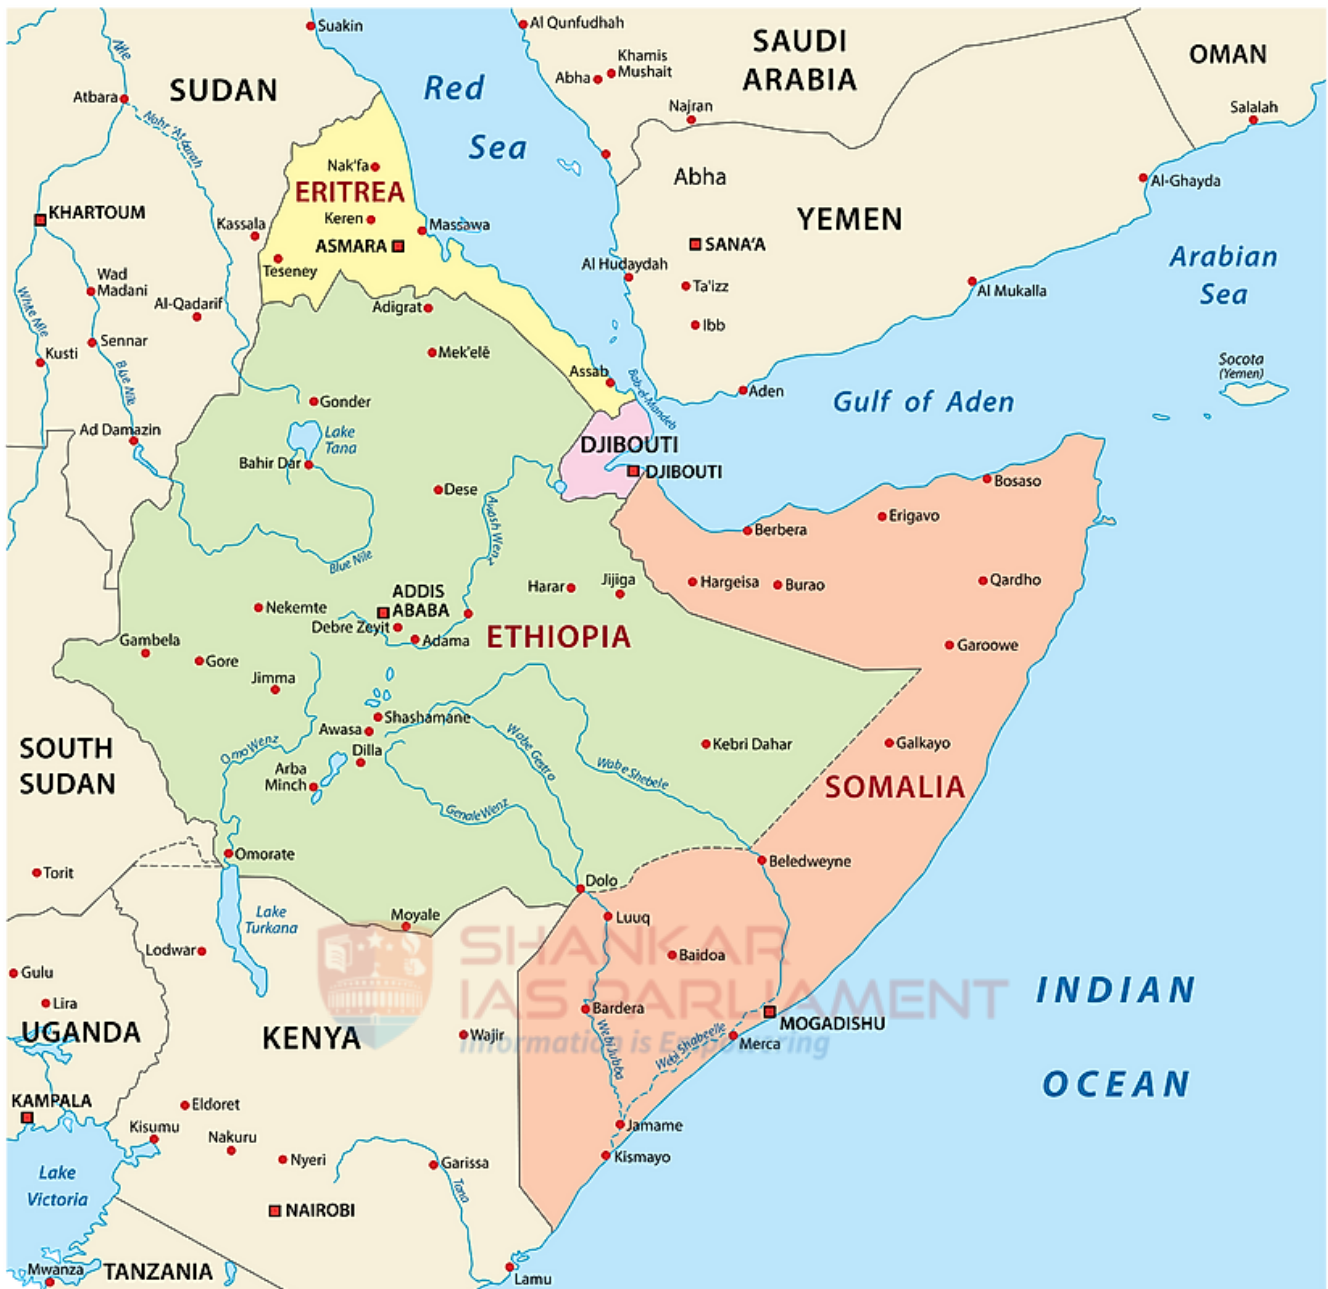 Suakin
Al Qunfudhah
SAUDI
ARABIA
OMAN
Khamis
Mushait
Abha
Nile
SUDAN
Red
Sea
Atbara
Najran
Salalah
Nahr 'Atbarah
Nak'fa
ERITREA
Abha
Al-Ghayda
KHARTOUM
Kassala
Keren
Massawa
YEMEN
ASMARA
SANA'A
Arabian
Sea
Teseney
Al Hudaydah
Wad
Madani
Ta'izz
Al Mukalla
Al-Qadarif
Adigrat
White Nile
Ibb
Sennar
Kusti
Mek'elē
Socota
(Yemen)
Blue Nile
Assab
Bab-el-Mandeb
Aden
Gonder
Gulf of Aden
Ad Damazin
Lake
Tana
DJIBOUTI
Bahir Dar
DJIBOUTI
Bosaso
Dese
Awash Wenz
Erigavo
Berbera
Blue Nile
Harar
Jijiga
Hargeisa
Burao
Qardho
ADDIS
ABABA
Nekemte
Debre Zeyit
Adama
ETHIOPIA
Gambela
Gore
Garoowe
Jimma
Shashamane
Awasa
SOUTH
SUDAN
Omo Wenz
Dilla
Wabe Gestro
Kebri Dahar
Galkayo
Arba
Minch
Wabe Shebele
SOMALIA
Genale Wenz
Omorate
Beledweyne
Torit
Dolo
Lake
Turkana
Moyale
Luuq
Lodwar
SHANKAR
IAS PARLIAMENT
Information is Empowering
Baidoa
Gulu
Lira
INDIAN
OCEAN
Bardera
UGANDA
KENYA
Wajir
MOGADISHU
Merca
Webi Jubba
Webi Shabeelle
KAMPALA
Eldoret
Kisumu
Nakuru
Jamame
Nyeri
Garissa
Kismayo
Lake
Victoria
Tana
NAIROBI
Mwanza
TANZANIA
Lamu